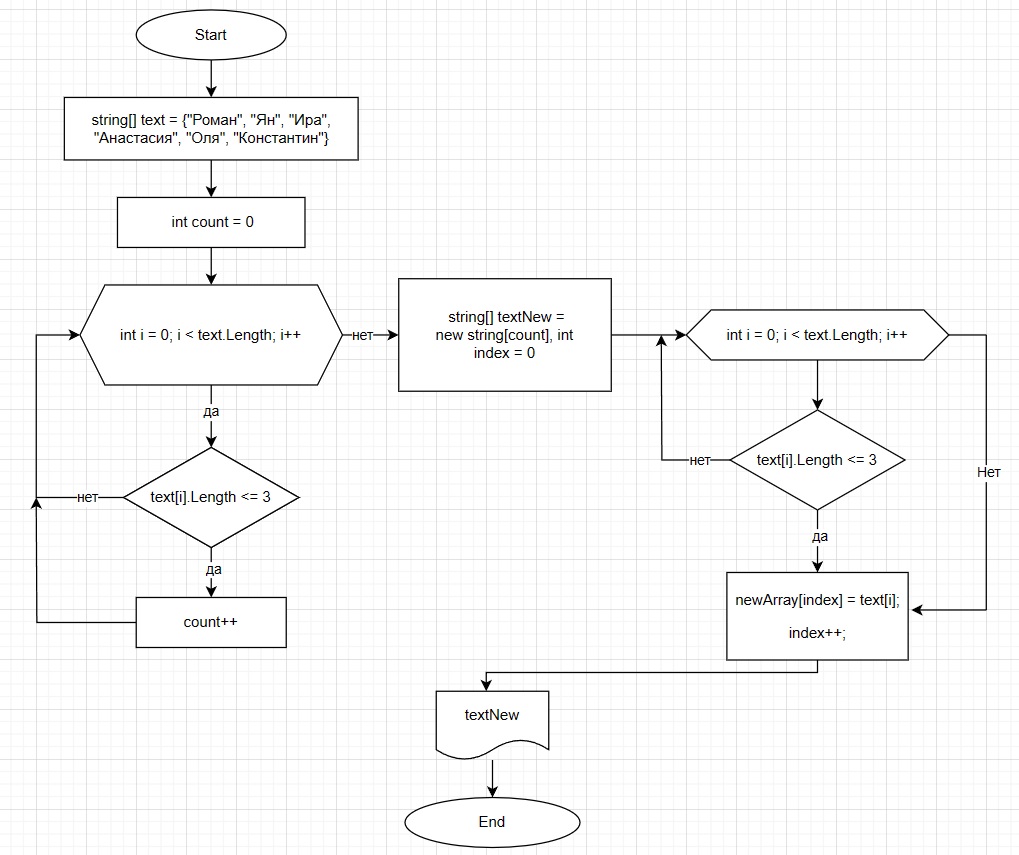 Start
string[] text = {"Роман", "Ян", "Ира",
"Анастасия", "Оля", "Константин"}
int count = 0
int i = 0; i < text.Length; i++
нет
string[] textNew =
new string[count], int
index = 0
int i = 0; i < text.Length; i++
да
text[i].Length <= 3
нет
да
count++
text[i].Length <= 3
нет
Нет
да
newArray[index] = text[i];
index++;
textNew
End